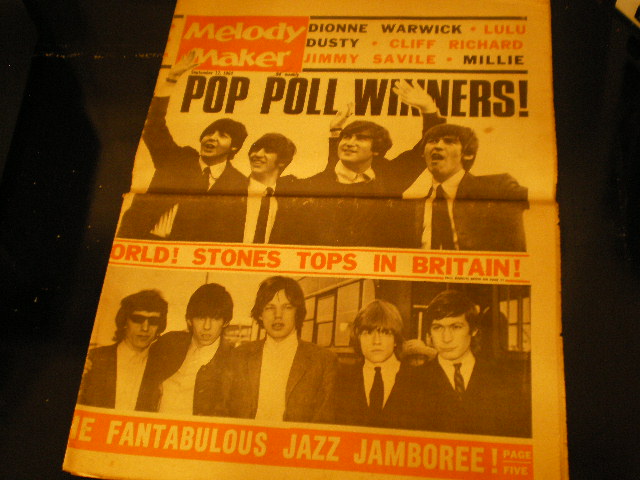 Melody
Maker
DIONNE WARWICK • LULU
DUSTY • CLIFF RICHARD
JIMMY SAVILE • MILLIE
POP POLL WINNERS!
ORLD! STONES TOPS IN BRITAIN!
E FANTABULOUS JAZZ JAMBOREE!
PAGE
FIVE